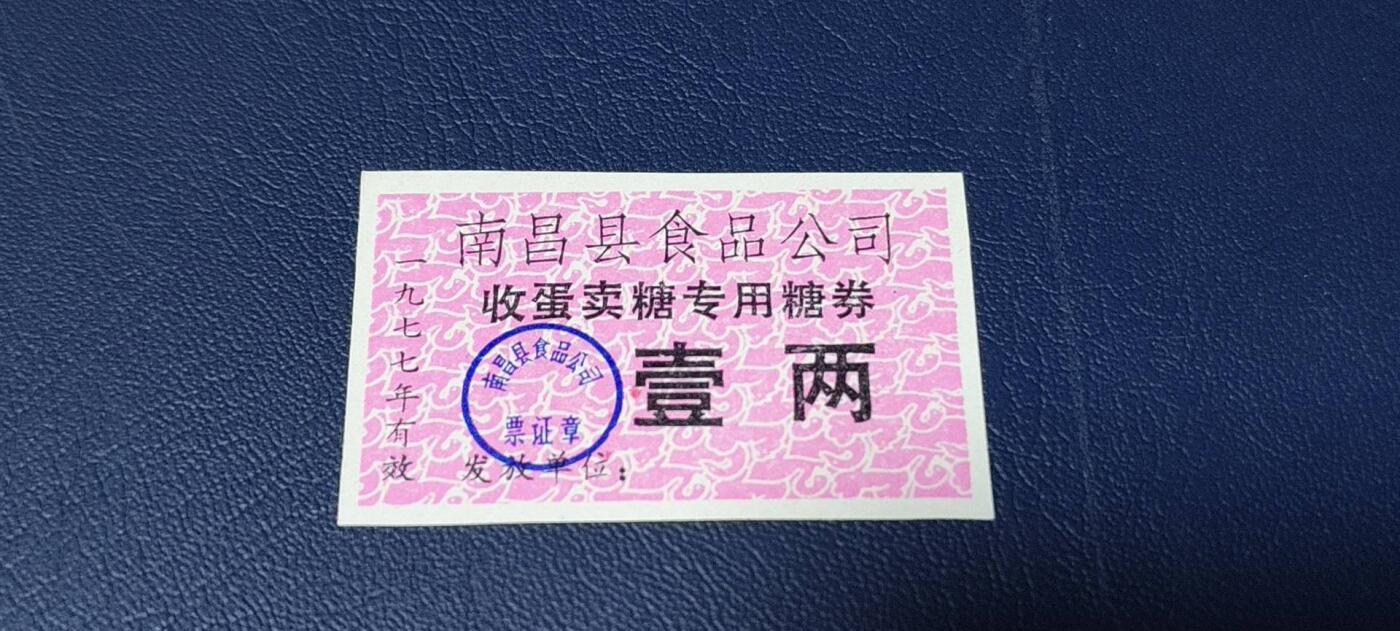 南昌县食品公司
收蛋卖糖专用糖券
壹两
一九七七年有效
南昌县食品公司
票证章
发放单位：